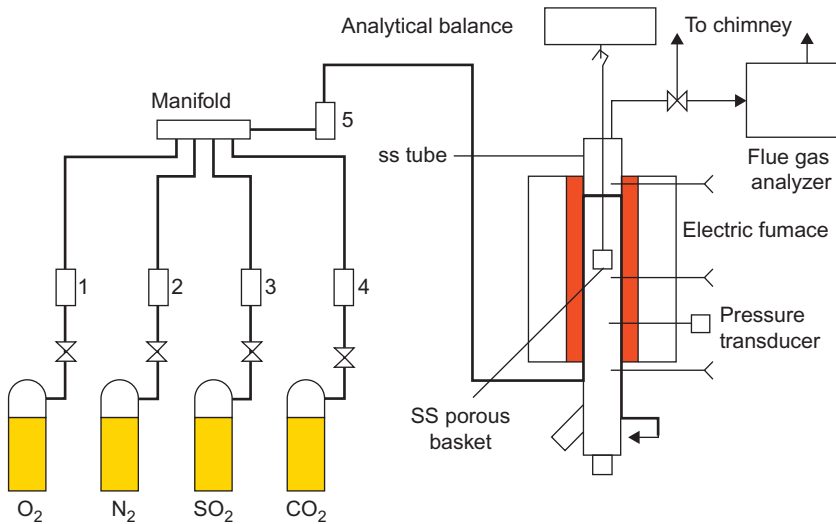 Analytical balance
To chimney
Manifold
5
ss tube
Flue gas
analyzer
Electric fumace
1
2
3
4
Pressure
transducer
SS porous
basket
O₂
N₂
SO₂
CO₂